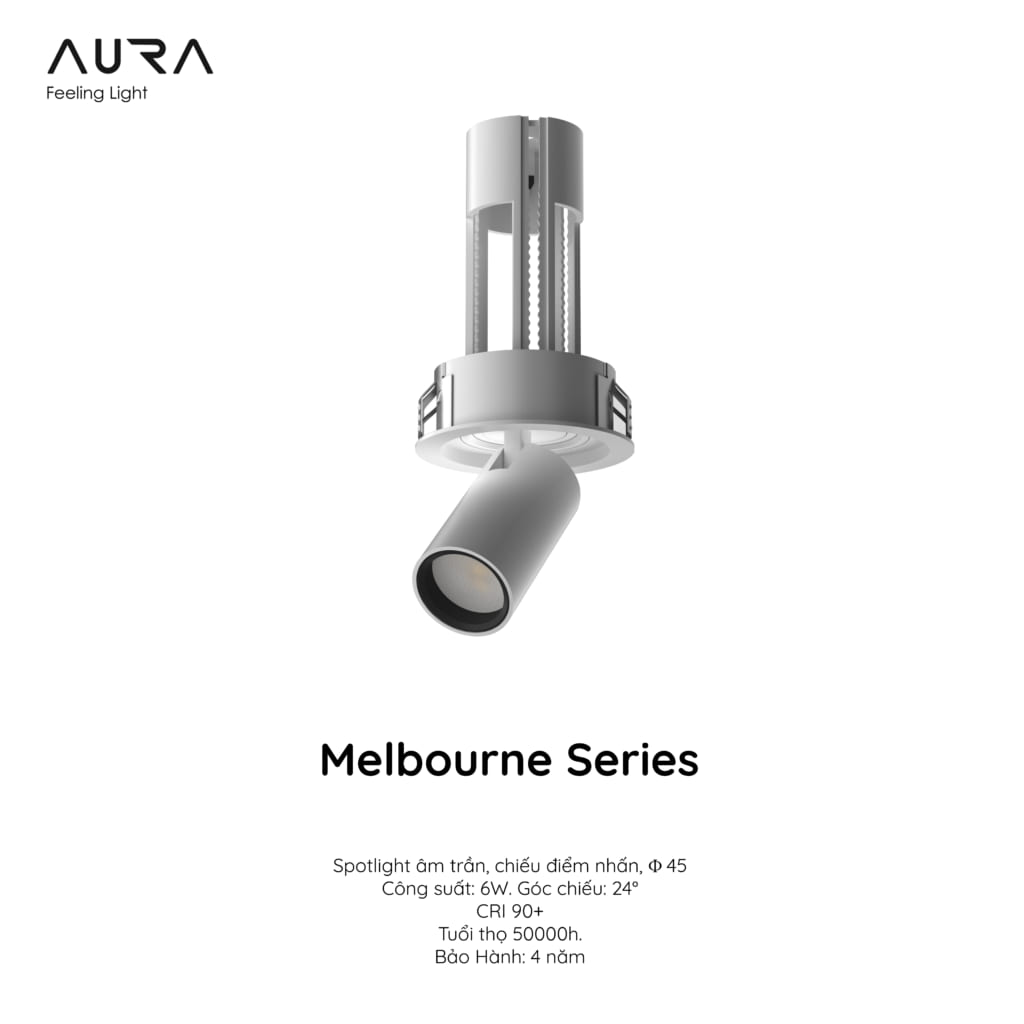 AURA
Feeling Light
Melbourne Series
Spotlight âm trần, chiếu điểm nhấn, Φ 45
Công suất: 6W. Góc chiếu: 24°
CRI 90+
Tuổi thọ 50000h.
Bảo Hành: 4 năm